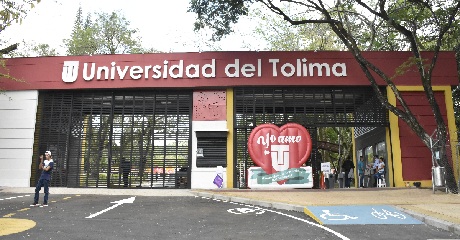 Universidad del Tolima
Yo amo